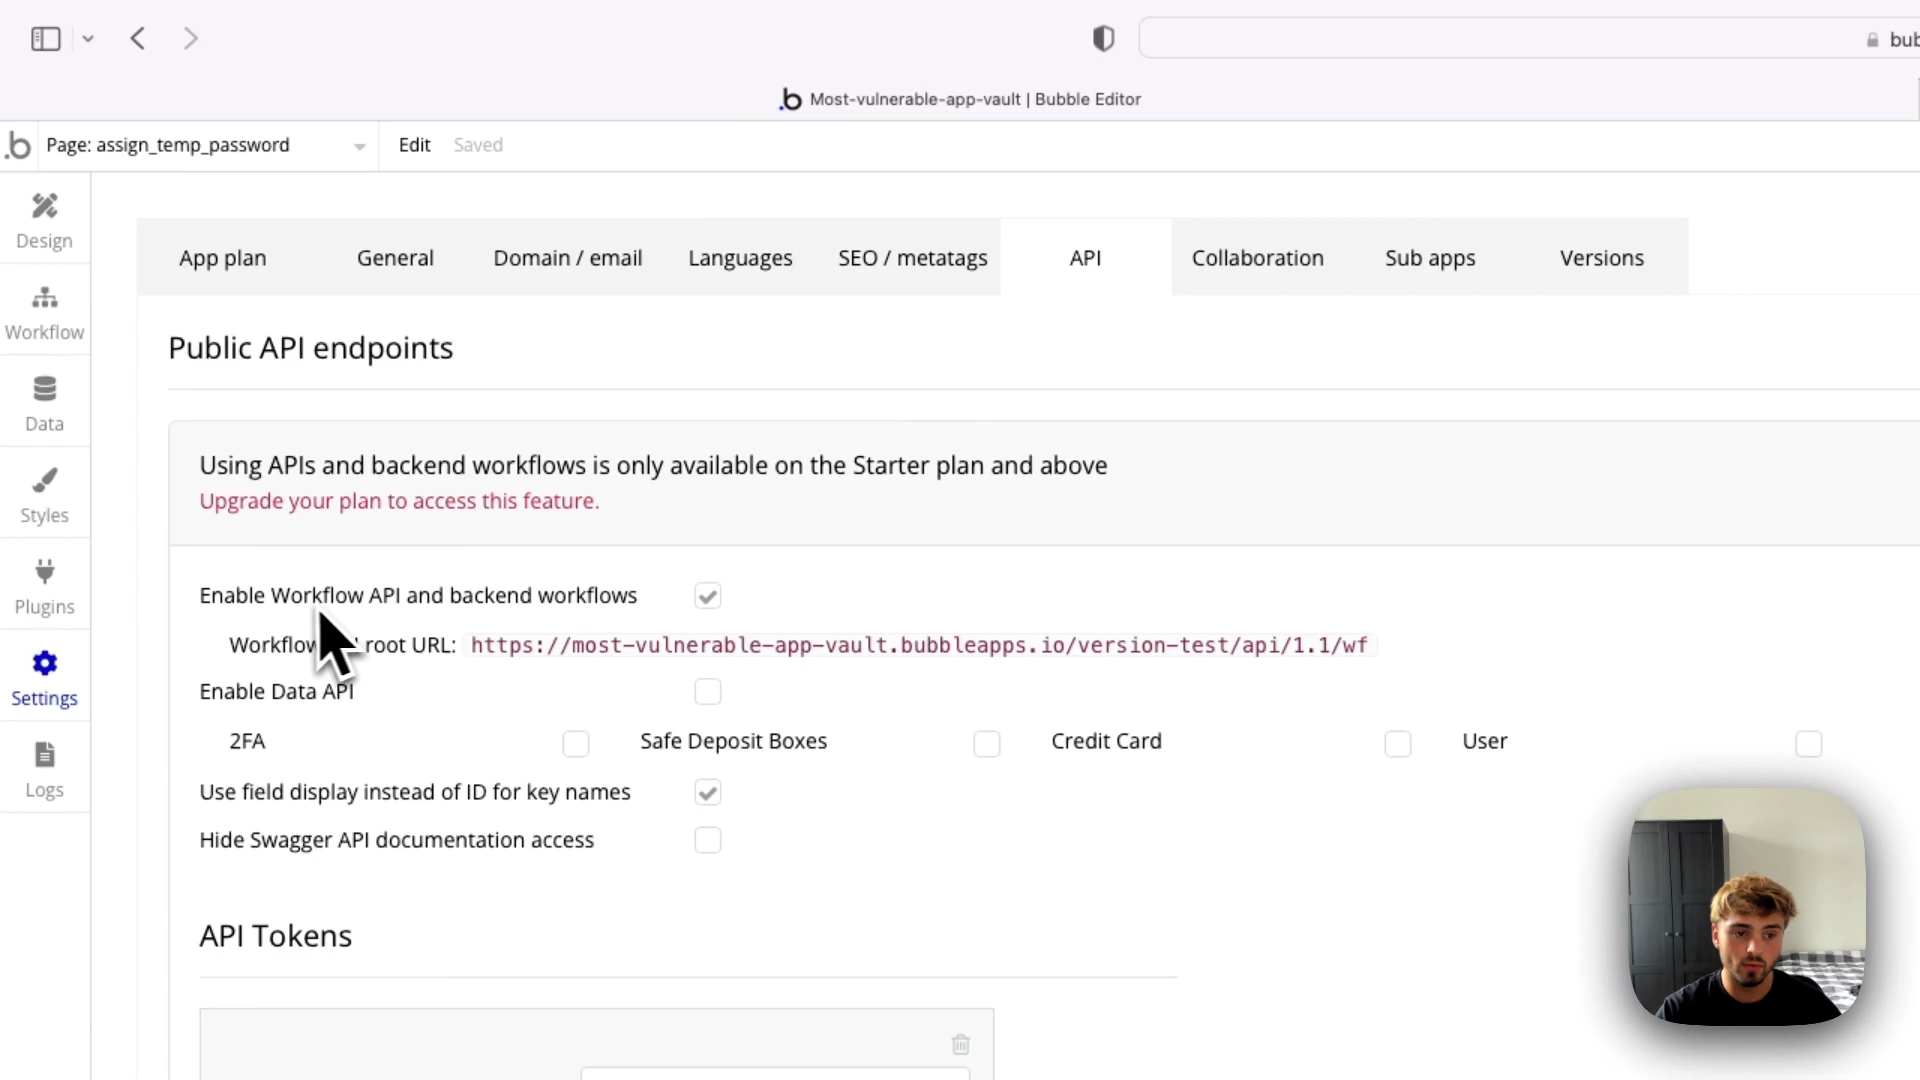 bub
Most-vulnerable-app-vault | Bubble Editor
Page: assign_temp_password
Edit
Saved
Design
Workflow
Data
Styles
Plugins
Settings
Logs
App plan
General
Domain / email
Languages
SEO / metatags
API
Collaboration
Sub apps
Versions
Public API endpoints
Using APIs and backend workflows is only available on the Starter plan and above
Upgrade your plan to access this feature.
Enable Workflow API and backend workflows
Workflow root URL: https://most-vulnerable-app-vault.bubbleapps.io/version-test/api/1.1/wf
Enable Data API
2FA
Safe Deposit Boxes
Credit Card
User
Use field display instead of ID for key names
Hide Swagger API documentation access
API Tokens